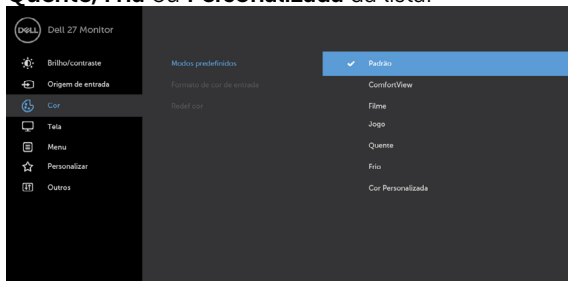 Quente, Fria ou Personalizada da lista.
DELL Dell 27 Monitor
Brilho/contraste Modos predefinidos Padrão
Origem de entrada Formato de cor de entrada ComfortView
Cor Redef cor Filme
Tela Jogo
Menu Quente
Personalizar Frio
Outros Cor Personalizada